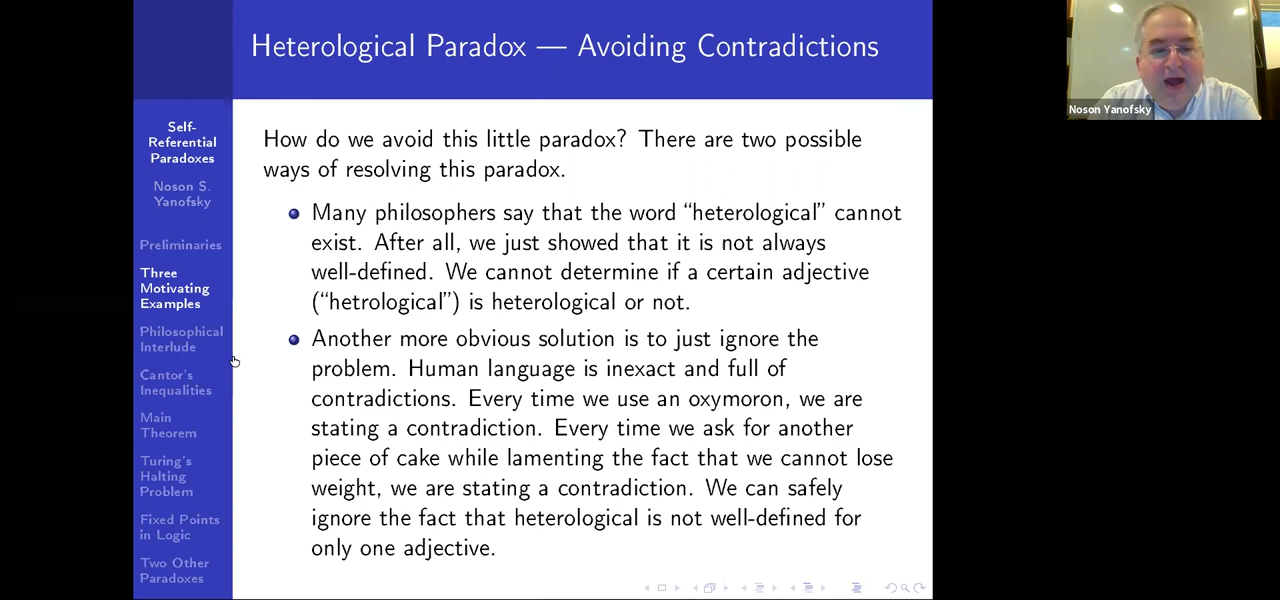 Heterological Paradox — Avoiding Contradictions
Self-
Referential
Paradoxes
Noson S.
Yanofsky
Preliminaries
Three
Motivating
Examples
Philosophical
Interlude
Cantor's
Inequalities
Main
Theorem
Turing's
Halting
Problem
Fixed Points
in Logic
Two Other
Paradoxes
How do we avoid this little paradox? There are two possible
ways of resolving this paradox.
Many philosophers say that the word “heterological” cannot
exist. After all, we just showed that it is not always
well-defined. We cannot determine if a certain adjective
(“hetrological”) is heterological or not.
Another more obvious solution is to just ignore the
problem. Human language is inexact and full of
contradictions. Every time we use an oxymoron, we are
stating a contradiction. Every time we ask for another
piece of cake while lamenting the fact that we cannot lose
weight, we are stating a contradiction. We can safely
ignore the fact that heterological is not well-defined for
only one adjective.
Noson Yanofsky